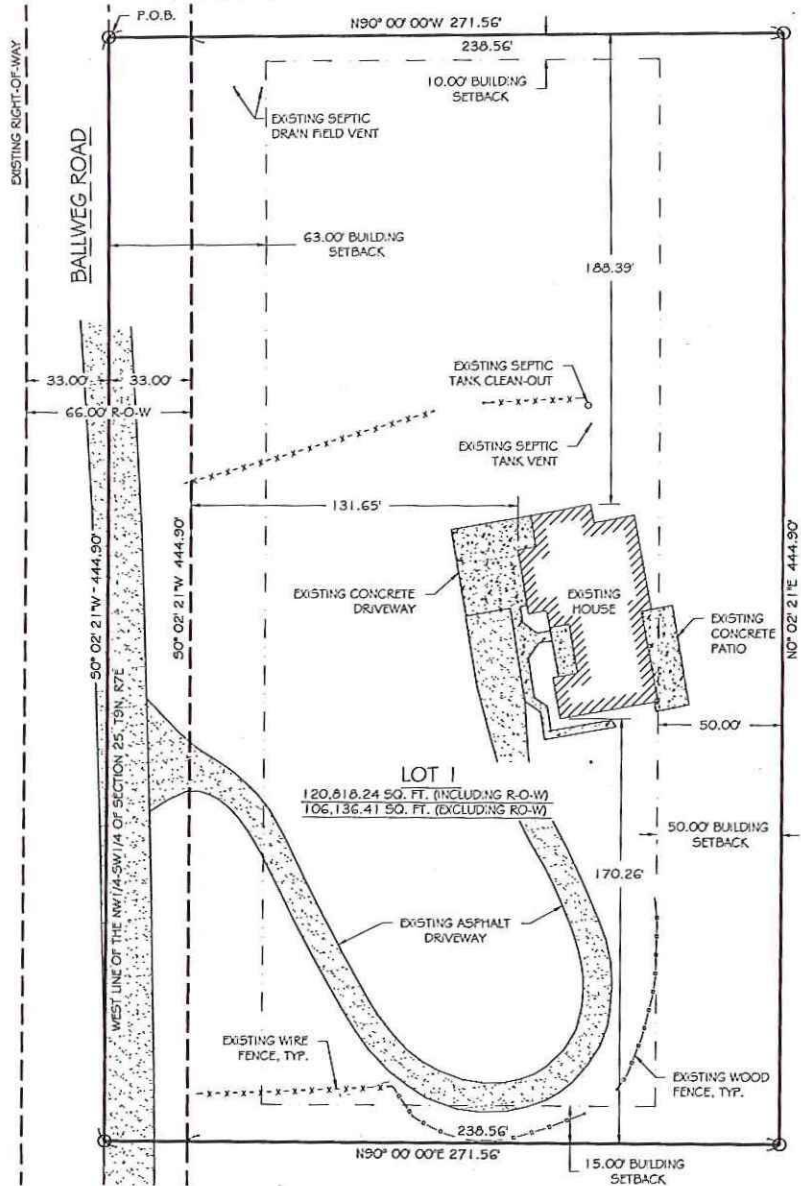 P.O.B.
N90° 00' 00"W 271.56'
238.56'
EXISTING RIGHT-OF-WAY
BALLWEG ROAD
10.00' BUILDING
SETBACK
EXISTING SEPTIC
DRAIN FIELD VENT
63.00' BUILDING
SETBACK
188.39'
EXISTING SEPTIC
TANK CLEAN-OUT
33.00'
33.00'
66.00' R-O-W
EXISTING SEPTIC
TANK VENT
131.65'
S0° 02' 21"W - 444.90'
S0° 02' 21"W 444.90'
N0° 02' 21"E 444.90'
EXISTING CONCRETE
DRIVEWAY
EXISTING
HOUSE
EXISTING
CONCRETE
PATIO
WEST LINE OF THE NW1/4-SW1/4 OF SECTION 25, T9N, R7E
50.00'
LOT 1
120,818.24 SQ. FT. (INCLUDING R-O-W)
106,136.41 SQ. FT. (EXCLUDING RO-W)
50.00' BUILDING
SETBACK
170.26'
EXISTING ASPHALT
DRIVEWAY
EXISTING WIRE
FENCE, TYP.
EXISTING WOOD
FENCE, TYP.
238.56'
N90° 00' 00"E 271.56'
15.00' BUILDING
SETBACK